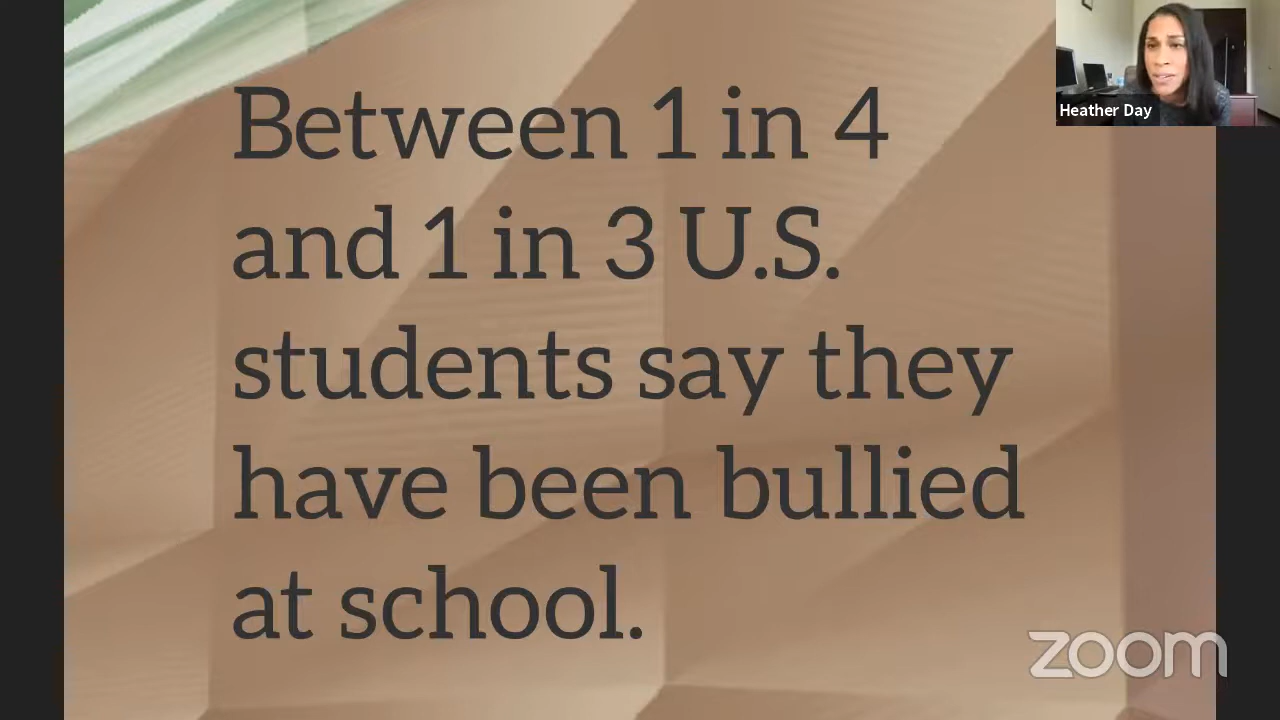 Between 1 in 4
and 1 in 3 U.S.
students say they
have been bullied
at school.
Heather Day
zoom